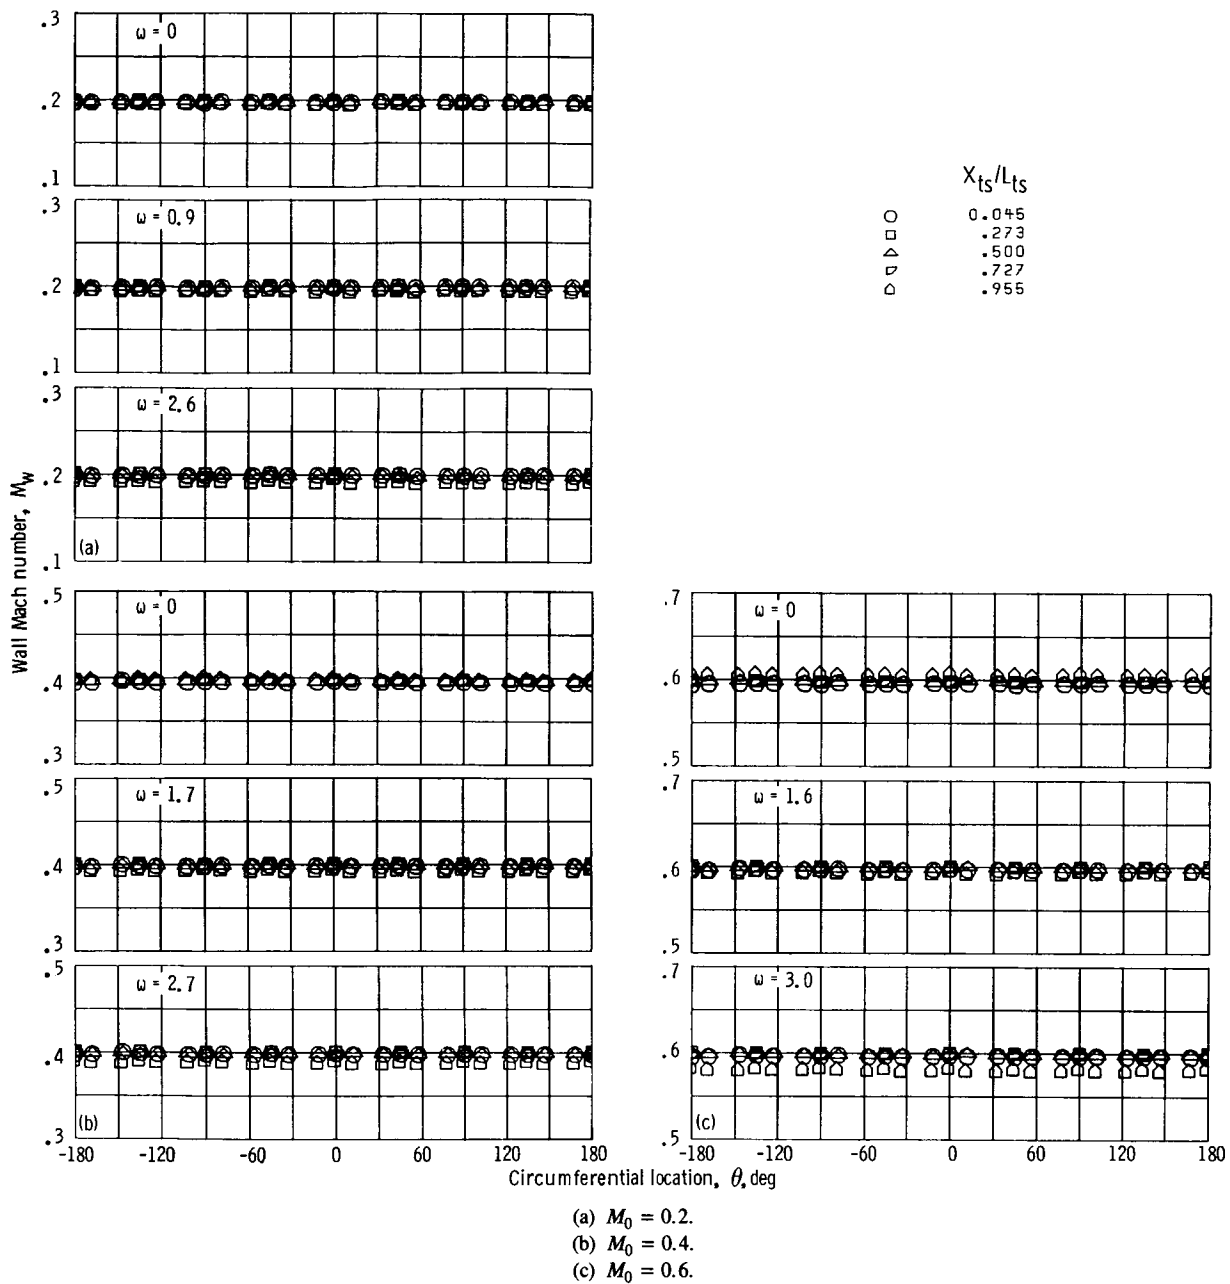 .3
ω = 0
.2
.1
.3
ω = 0.9
.2
.1
.3
ω = 2.6
.2
(a)
.1
Wall Mach number, M_w
X_ts/L_ts
0.045
.273
.500
.727
.955
.5
ω = 0
.4
.3
.5
ω = 1.7
.4
.3
.5
ω = 2.7
.4
(b)
.3
-180 -120 -60 0 60 120 180
.7
ω = 0
.6
.5
.7
ω = 1.6
.6
.5
.7
ω = 3.0
.6
(c)
.5
-180 -120 -60 0 60 120 180
Circumferential location, θ, deg
(a) M_0 = 0.2.
(b) M_0 = 0.4.
(c) M_0 = 0.6.